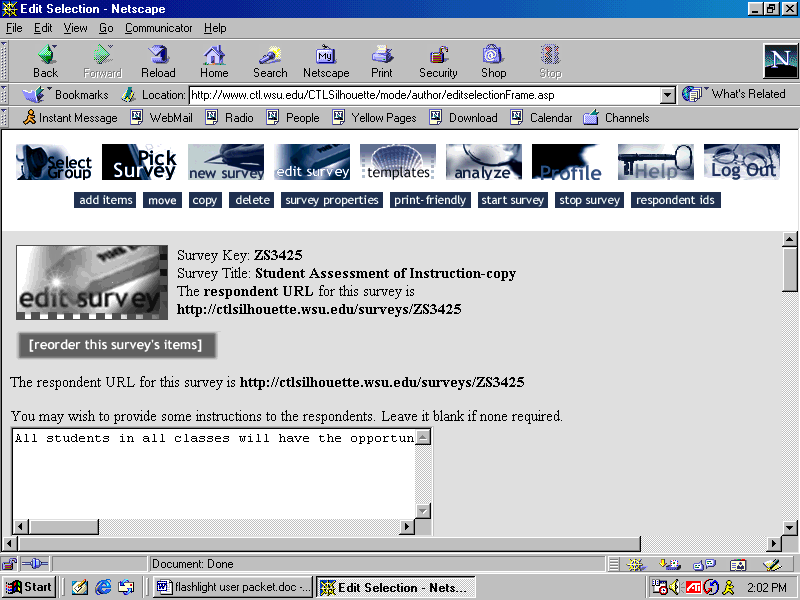 Edit Selection - Netscape
File Edit View Go Communicator Help
My
N
Back Forward Reload Home Search Netscape Print Security Shop Stop
Bookmarks Location: http://www.ctl.wsu.edu/CTLSilhouette/mode/author/editselectionFrame.asp What's Related
Instant Message WebMail Radio People Yellow Pages Download Calendar Channels
Select Group Pick Survey new survey edit survey templates analyze Profile Help Log Out
add items move copy delete survey properties print-friendly start survey stop survey respondent ids
edit survey
Survey Key: ZS3425
Survey Title: Student Assessment of Instruction-copy
The respondent URL for this survey is
http://ctlsilhouette.wsu.edu/surveys/ZS3425
[reorder this survey's items]
The respondent URL for this survey is http://ctlsilhouette.wsu.edu/surveys/ZS3425
You may wish to provide some instructions to the respondents. Leave it blank if none required.
All students in all classes will have the opportun
Document: Done
Start flashlight user packet.doc -... Edit Selection - Nets... 2:02 PM